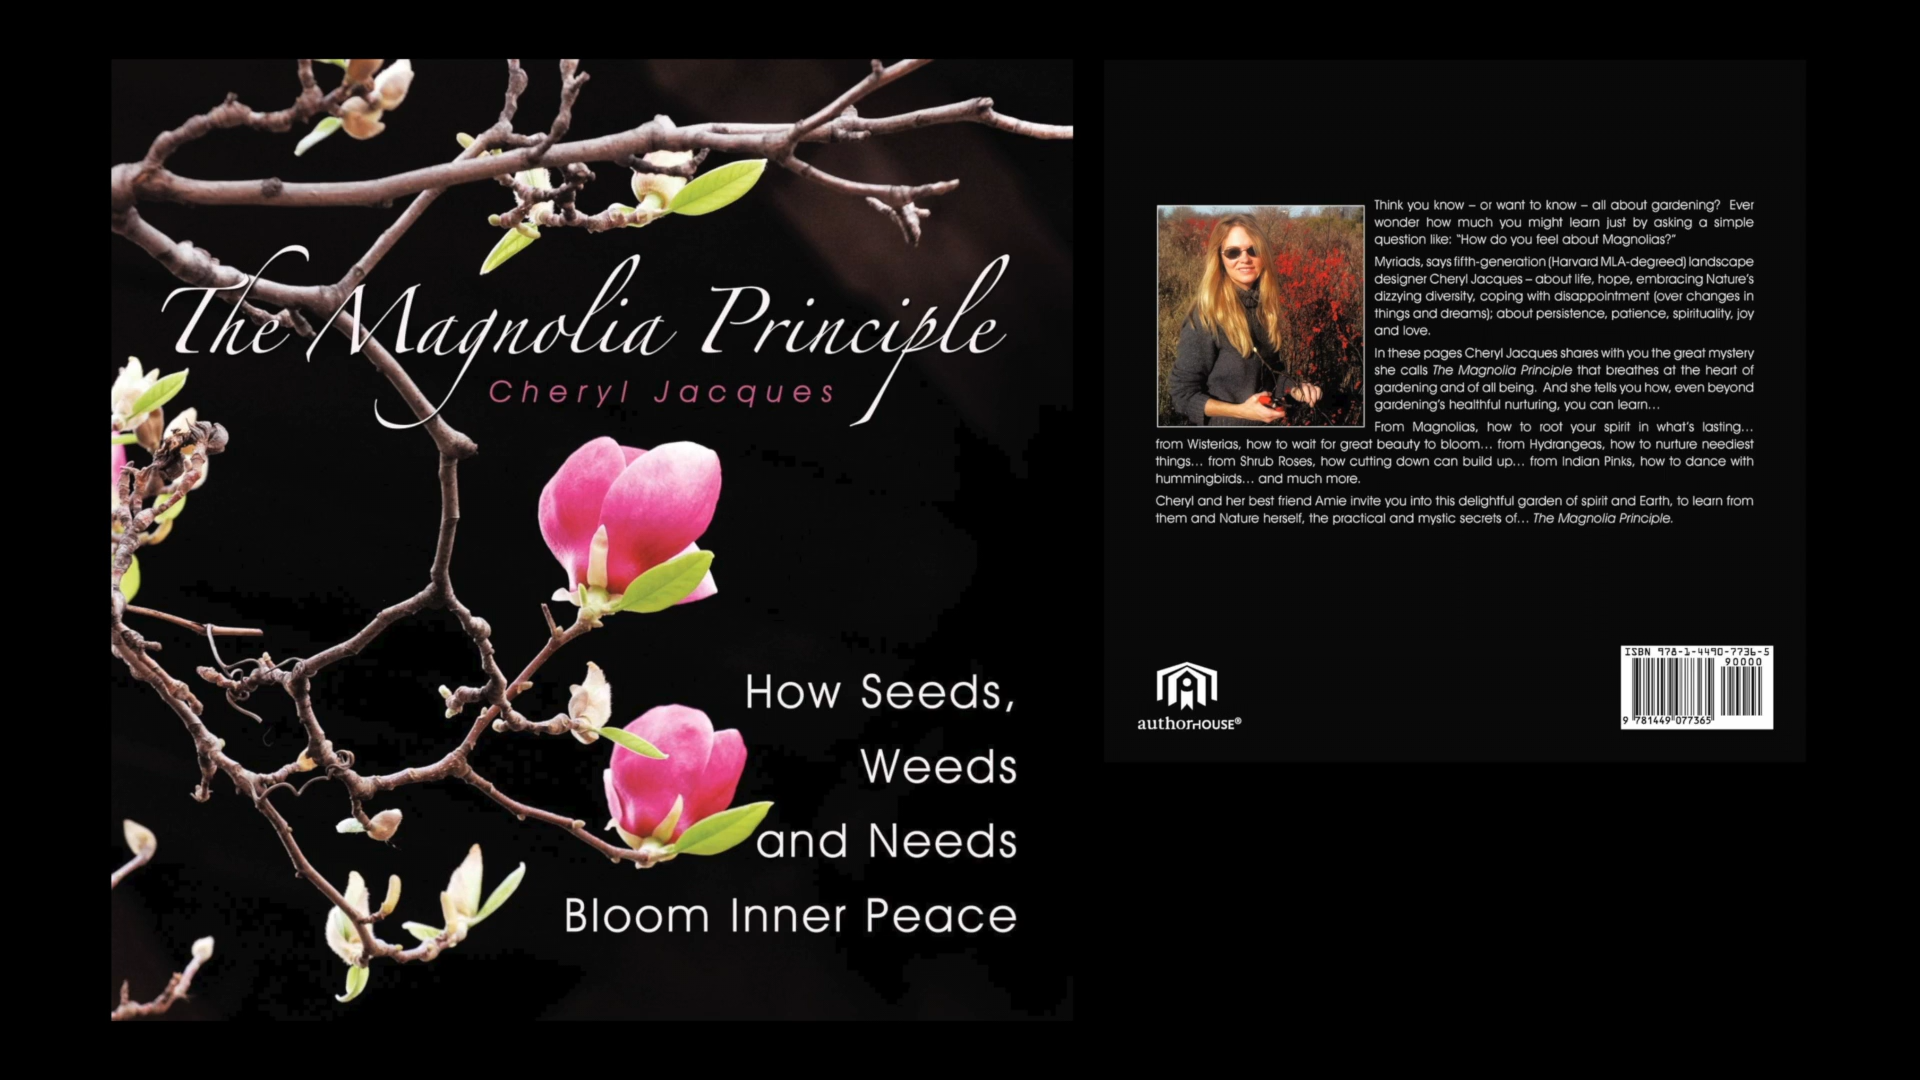 The Magnolia Principle
Cheryl Jacques
How Seeds,
Weeds
and Needs
Bloom Inner Peace
Think you know – or want to know – all about gardening? Ever
wonder how much you might learn just by asking a simple
question like: “How do you feel about Magnolias?”
Myriads, says fifth-generation (Harvard MLA-degreed) landscape
designer Cheryl Jacques – about life, hope, embracing Nature’s
dizzying diversity, coping with disappointment (over changes in
things and dreams); about persistence, patience, spirituality, joy
and love.
In these pages Cheryl Jacques shares with you the great mystery
she calls The Magnolia Principle that breathes at the heart of
gardening and of all being. And she tells you how, even beyond
gardening’s healthful nurturing, you can learn…
From Magnolias, how to root your spirit in what’s lasting…
from Wisterias, how to wait for great beauty to bloom… from Hydrangeas, how to nurture neediest
things… from Shrub Roses, how cutting down can build up… from Indian Pinks, how to dance with
hummingbirds… and much more.
Cheryl and her best friend Amie invite you into this delightful garden of spirit and Earth, to learn from
them and Nature herself, the practical and mystic secrets of… The Magnolia Principle.
authorHOUSE®
ISBN 978-1-4490-7736-5
90000
9 781449 077365